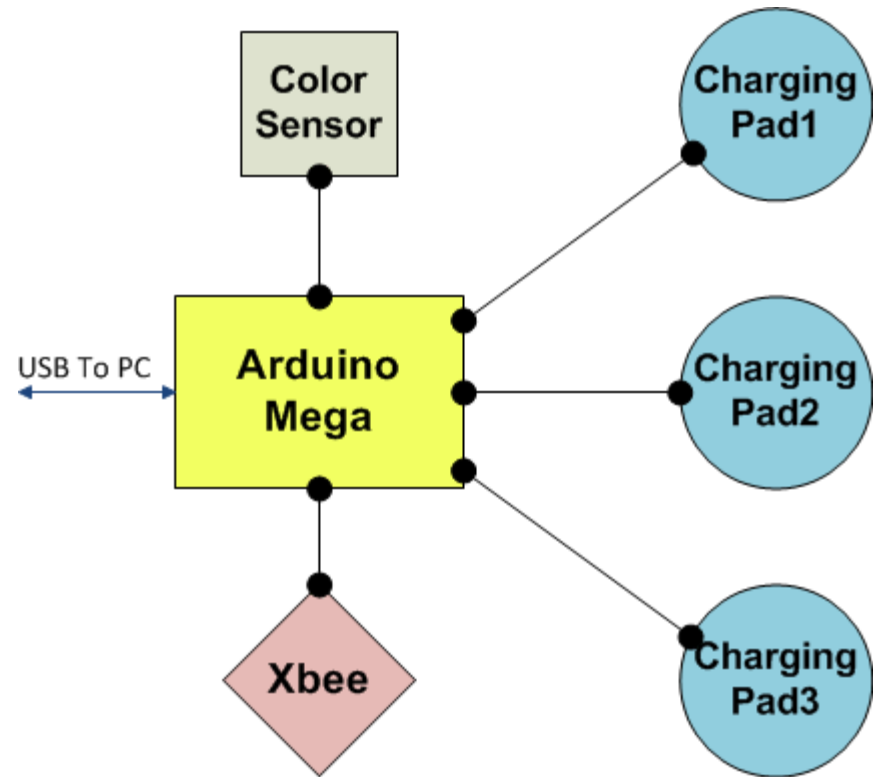 Color
Sensor
Charging
Pad1
USB To PC
Arduino
Mega
Charging
Pad2
Xbee
Charging
Pad3